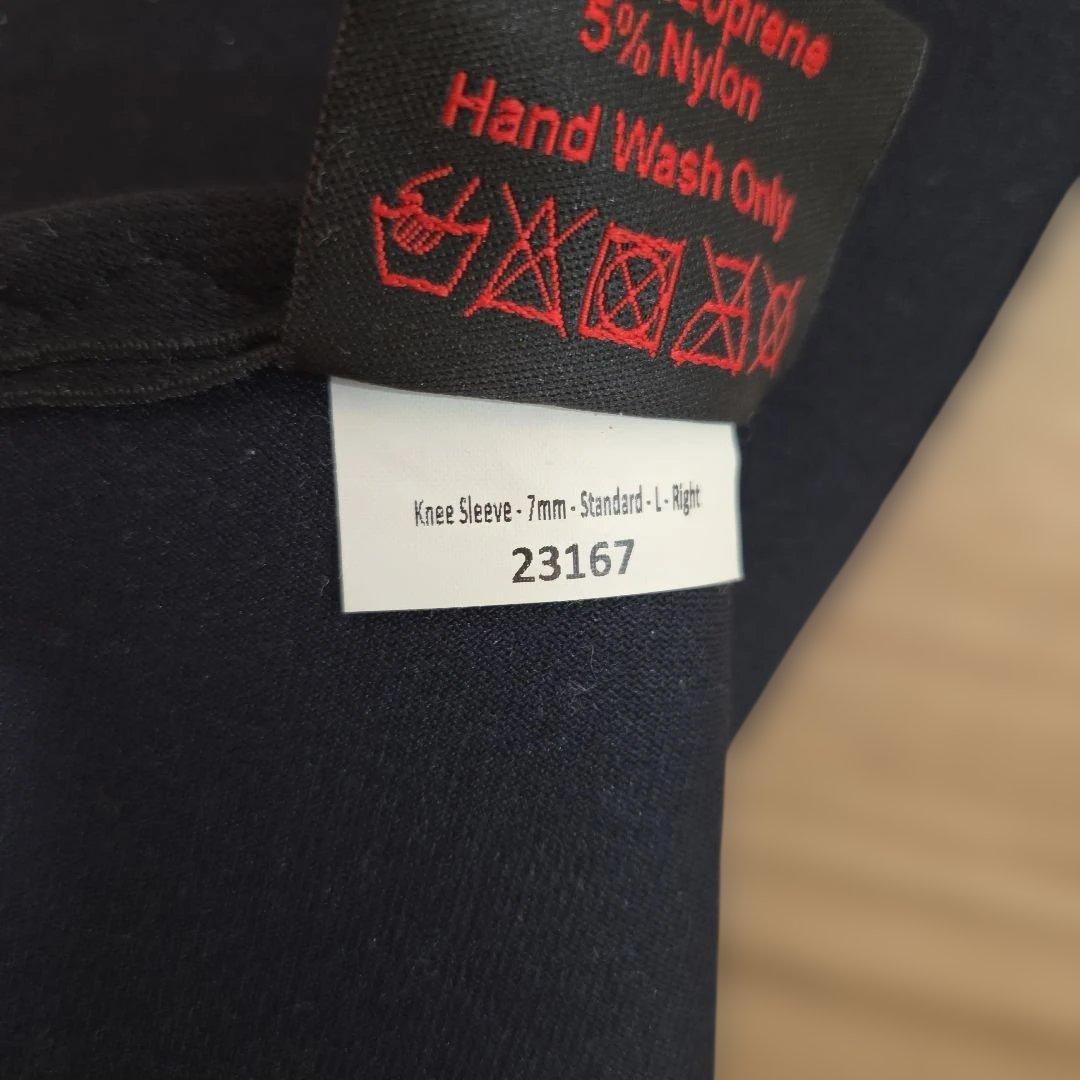 5% Nylon
Hand Wash Only
Knee Sleeve - 7mm - Standard - L - Right
23167